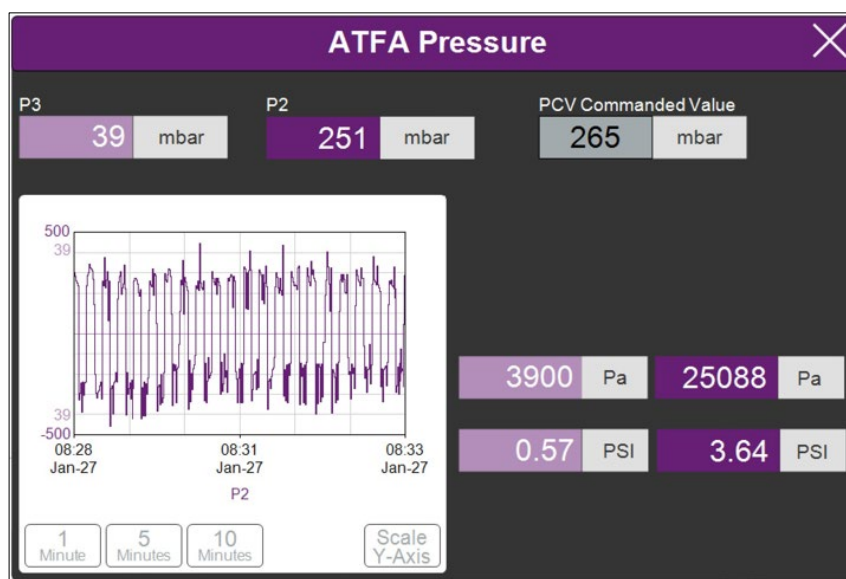 ATFA Pressure
P3
P2
PCV Commanded Value
39 mbar
251 mbar
265 mbar
500
39
39
-500
08:28
Jan-27
08:31
Jan-27
08:33
Jan-27
P2
3900 Pa
25088 Pa
0.57 PSI
3.64 PSI
1
Minute
5
Minutes
10
Minutes
Scale
Y-Axis